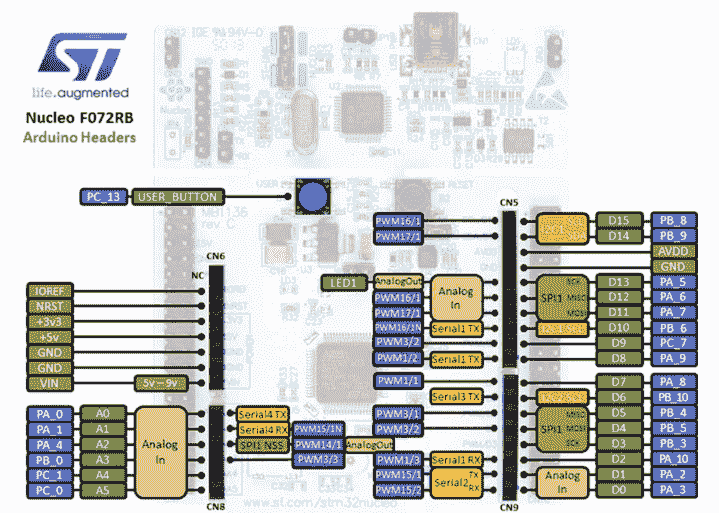 ST
life.augmented
Nucleo F072RB
Arduino Headers
PC_13 USER_BUTTON
CN5
PWM16/1 D15 PB_8
PWM17/1 D14 PB_9
AVDD
GND
CN6
NC
IOREF
NRST
+3v3
+5v
GND
GND
VIN 5v-9v
LED1 AnalogOut Analog In SCK D13 PA_5
PWM16/1 SPI1 MISO D12 PA_6
PWM17/1 MOSI D11 PA_7
PWM16/1N Serial1 TX D10 PB_6
PWM3/2 D9 PC_7
PWM1/2 Serial1 TX D8 PA_9
PWM1/1 D7 PA_8
Serial3 TX D6 PB_10
PWM3/1 MISO D5 PB_4
PWM3/2 SPI1 MOSI D4 PB_5
SCK D3 PB_3
PWM1/3 Serial1 RX D2 PA_10
PWM15/1 Serial2 TX Analog In D1 PA_2
PWM15/2 RX D0 PA_3
CN9
PA_0 A0 Analog In Serial4 TX
PA_1 A1 Serial4 RX PWM15/1N
PA_4 A2 SPI1 NSS PWM14/1 AnalogOut
PB_0 A3 PWM3/3
PC_1 A4
PC_0 A5
CN8
www.st.com/stm32nucleo